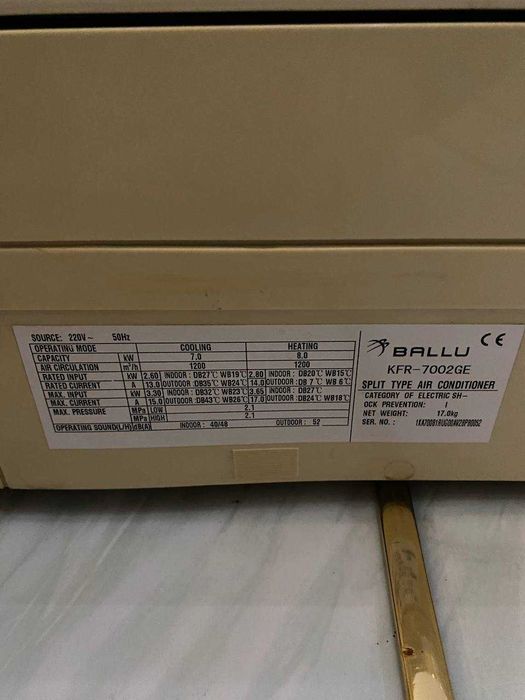 SOURCE: 220V~ 50Hz
OPERATING MODE COOLING HEATING
CAPACITY kW 7.0 8.0
AIR CIRCULATION m³/h 1200 1200
RATED INPUT kW 2.60 INDOOR : DB27℃ WB19℃ 2.80 INDOOR : DB20℃ WB15℃
RATED CURRENT A 13.0 OUTDOOR : DB35℃ WB24℃ 14.0 OUTDOOR : DB 7 ℃ WB 6℃
MAX. INPUT kW 3.30 INDOOR : DB32℃ WB23℃ 3.65 INDOOR : DB27℃
MAX. CURRENT A 15.0 OUTDOOR : DB43℃ WB26℃ 17.0 OUTDOOR : DB24℃ WB18℃
MAX. PRESSURE MPa LOW 2.1
MPa HIGH 2.1
OPERATING SOUND(L/H) dB(A) INDOOR : 40/48 OUTDOOR : 52
BALLU CE
KFR-7002GE
SPLIT TYPE AIR CONDITIONER
CATEGORY OF ELECTRIC SH-
OCK PREVENTION: I
NET WEIGHT: 17.0kg
SER. NO. :